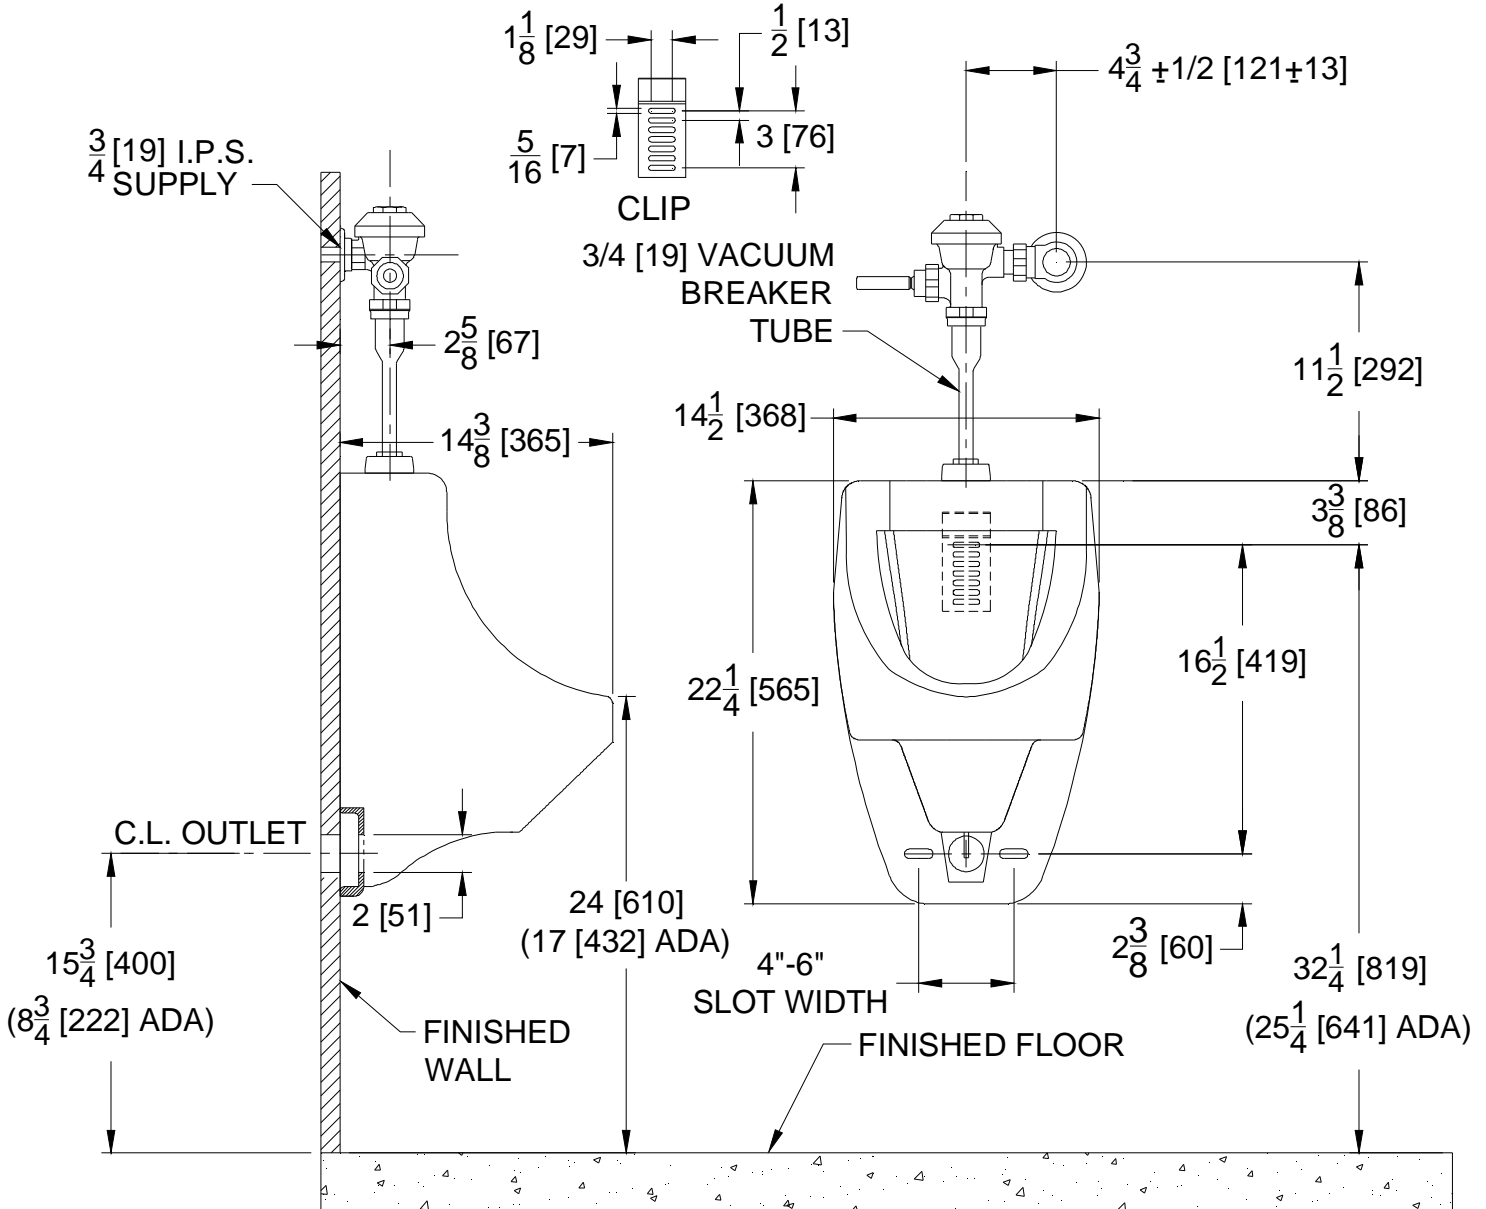 1 1/8 [29]
1/2 [13]
4 3/4 ±1/2 [121±13]
3/4 [19] I.P.S.
SUPPLY
5/16 [7]
3 [76]
CLIP
3/4 [19] VACUUM
BREAKER
TUBE
2 5/8 [67]
11 1/2 [292]
14 3/8 [365]
14 1/2 [368]
3 3/8 [86]
16 1/2 [419]
22 1/4 [565]
C.L. OUTLET
2 [51]
24 [610]
(17 [432] ADA)
15 3/4 [400]
(8 3/4 [222] ADA)
4"-6"
SLOT WIDTH
2 3/8 [60]
32 1/4 [819]
(25 1/4 [641] ADA)
FINISHED
WALL
FINISHED FLOOR